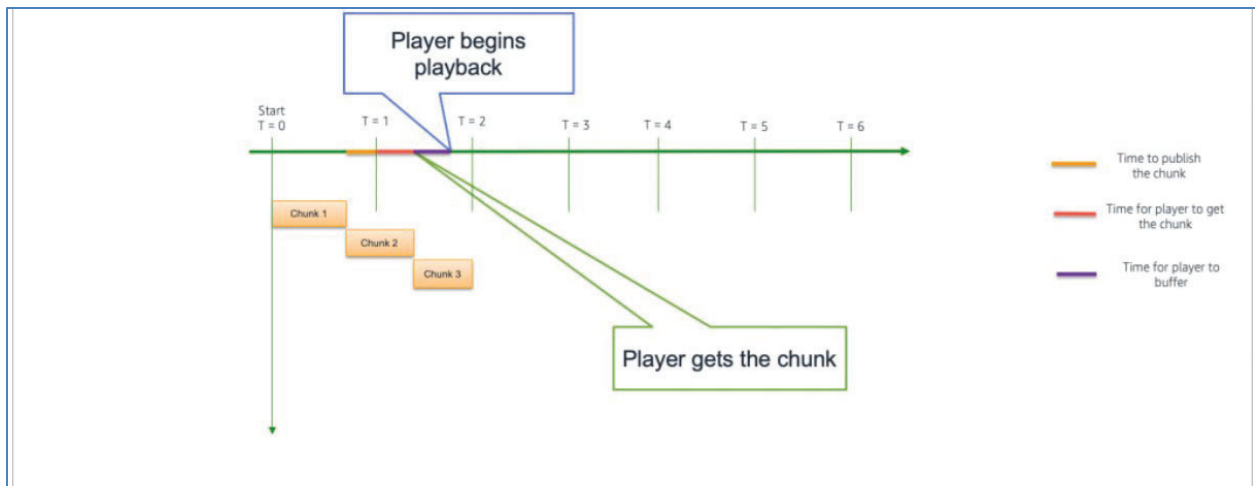 Player begins
playback
Start
T = 0
T = 1
T = 2
T = 3
T = 4
T = 5
T = 6
Time to publish
the chunk
Time for player to get
the chunk
Time for player to
buffer
Chunk 1
Chunk 2
Chunk 3
Player gets the chunk